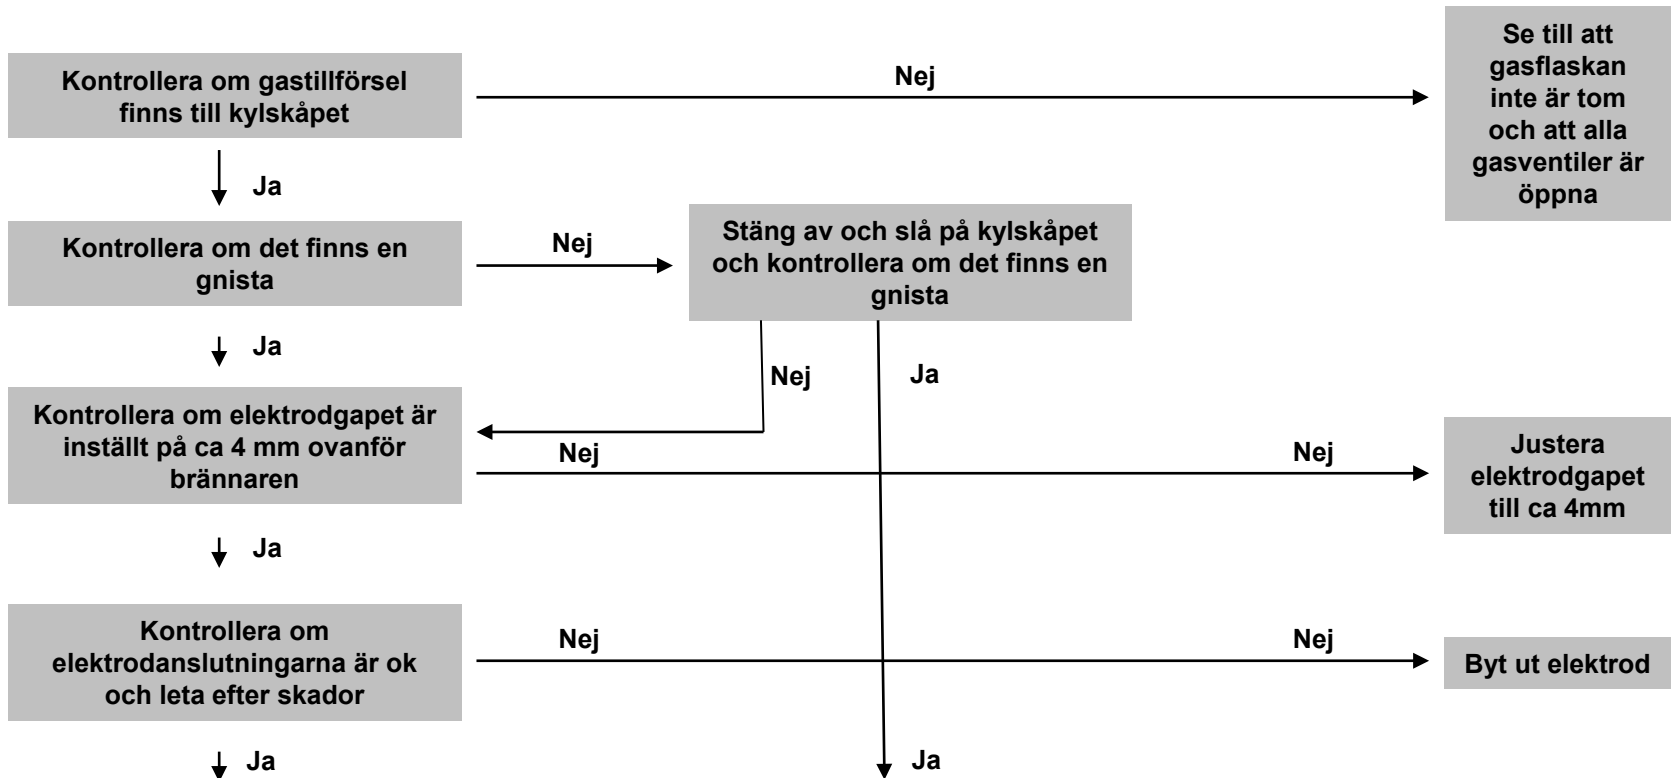 Kontrollera om gastillförsel
finns till kylskåpet
Nej
Se till att
gasflaskan
inte är tom
och att alla
gasventiler är
öppna
Ja
Kontrollera om det finns en
gnista
Nej
Stäng av och slå på kylskåpet
och kontrollera om det finns en
gnista
Ja
Nej
Ja
Kontrollera om elektrodgapet är
inställt på ca 4 mm ovanför
brännaren
Nej
Nej
Justera
elektrodgapet
till ca 4mm
Ja
Kontrollera om
elektrodanslutningarna är ok
och leta efter skador
Nej
Nej
Byt ut elektrod
Ja
Ja